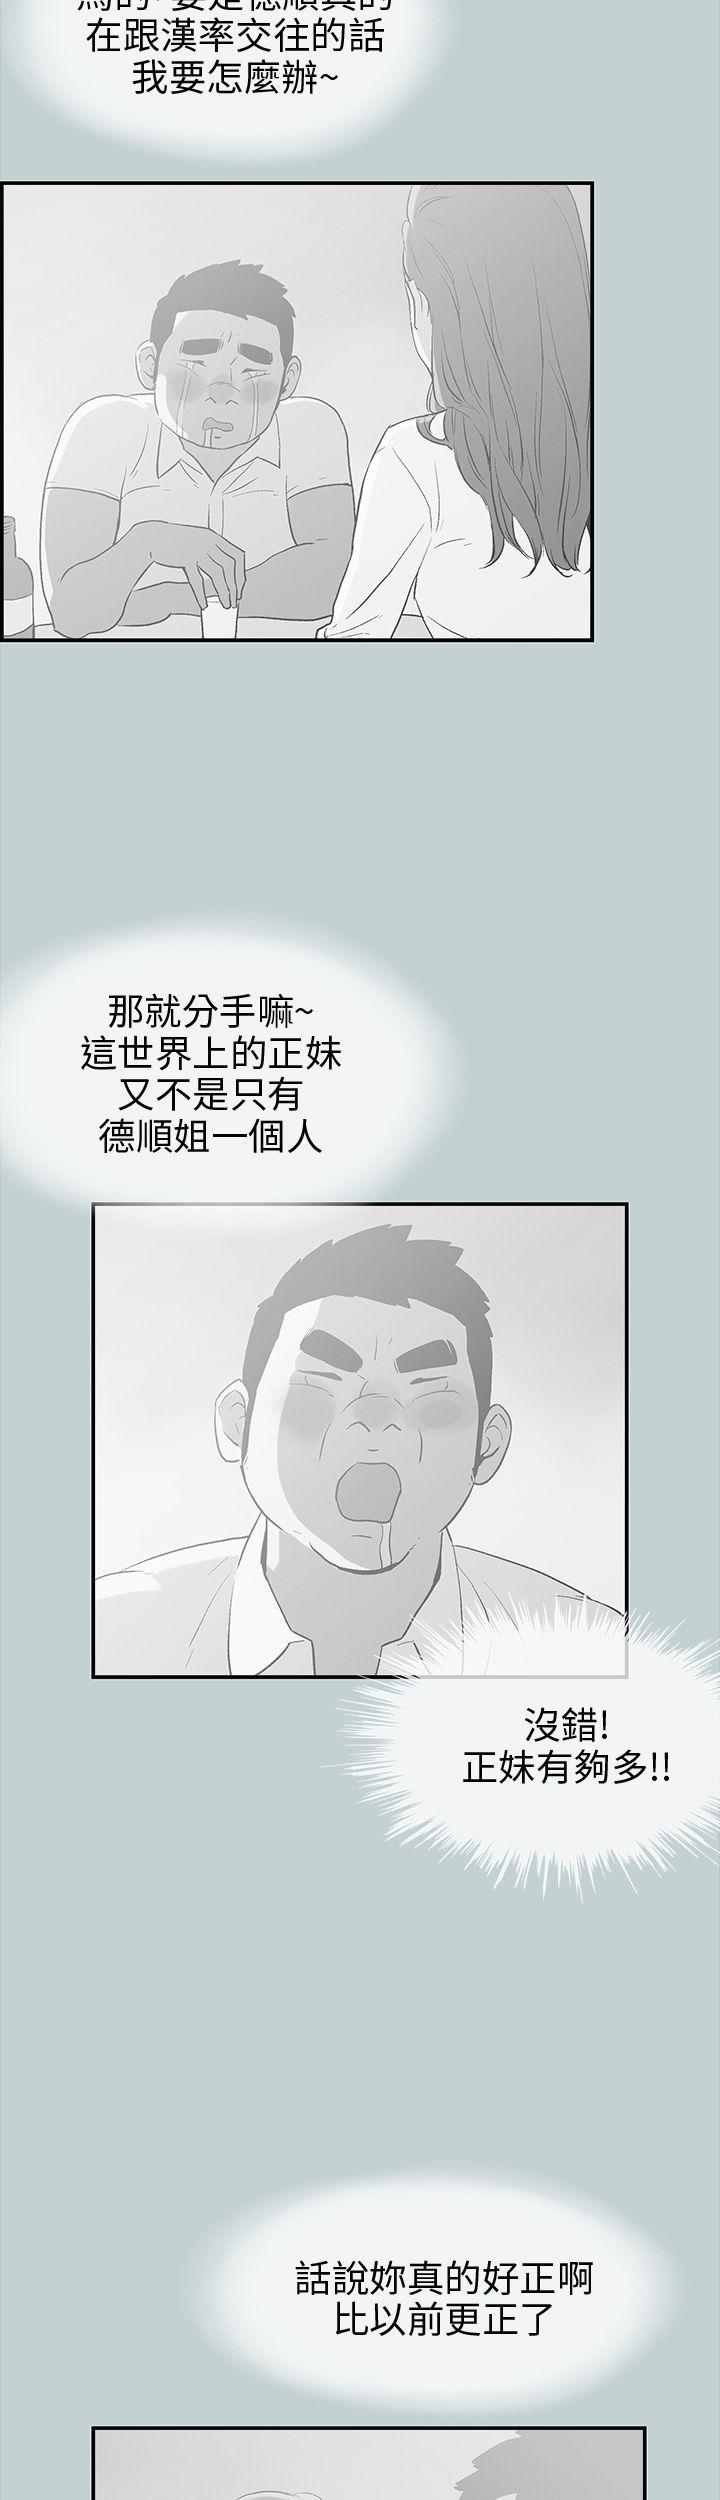 在跟漢率交往的話
我要怎麼辦~
那就分手嘛~
這世界上的正妹
又不是只有
德順姐一個人
沒錯!
正妹有夠多!!
話說妳真的好正啊
比以前更正了